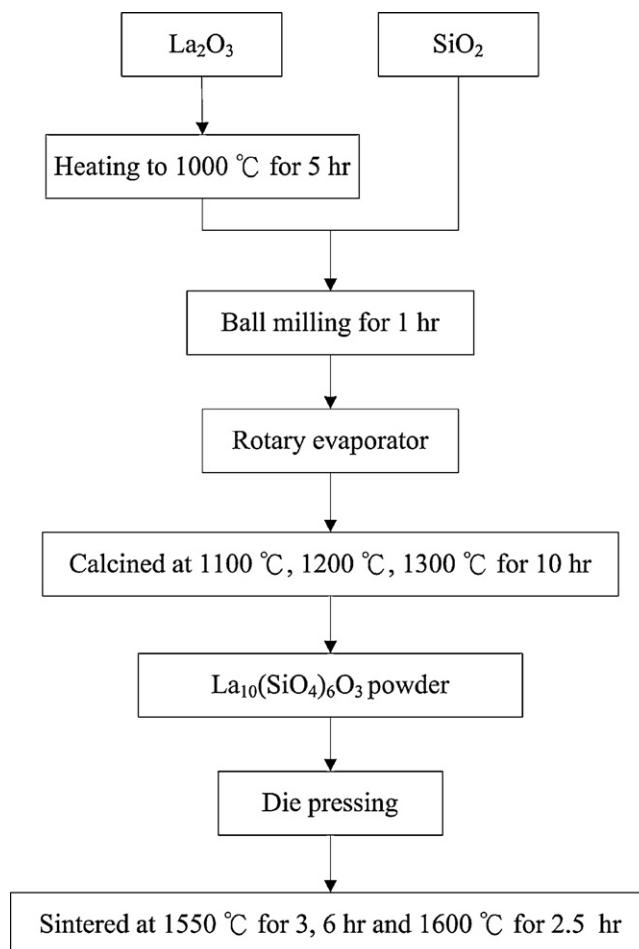 La₂O₃
SiO₂
Heating to 1000 ℃ for 5 hr
Ball milling for 1 hr
Rotary evaporator
Calcined at 1100 ℃, 1200 ℃, 1300 ℃ for 10 hr
La₁₀(SiO₄)₆O₃ powder
Die pressing
Sintered at 1550 ℃ for 3, 6 hr and 1600 ℃ for 2.5 hr